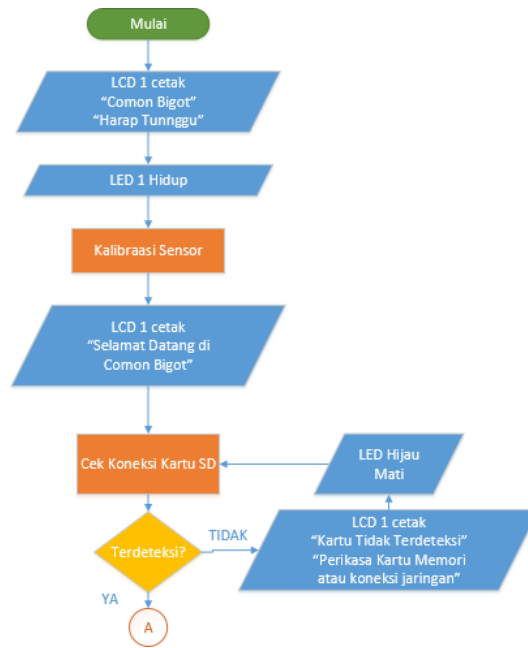 Mulai
LCD 1 cetak
“Comon Bigot”
“Harap Tunnggu”
LED 1 Hidup
Kalibraasi Sensor
LCD 1 cetak
“Selamat Datang di
Comon Bigot”
Cek Koneksi Kartu SD
LED Hijau
Mati
Terdeteksi?
TIDAK
LCD 1 cetak
“Kartu Tidak Terdeteksi”
“Perikasa Kartu Memori
atau koneksi jaringan”
YA
A